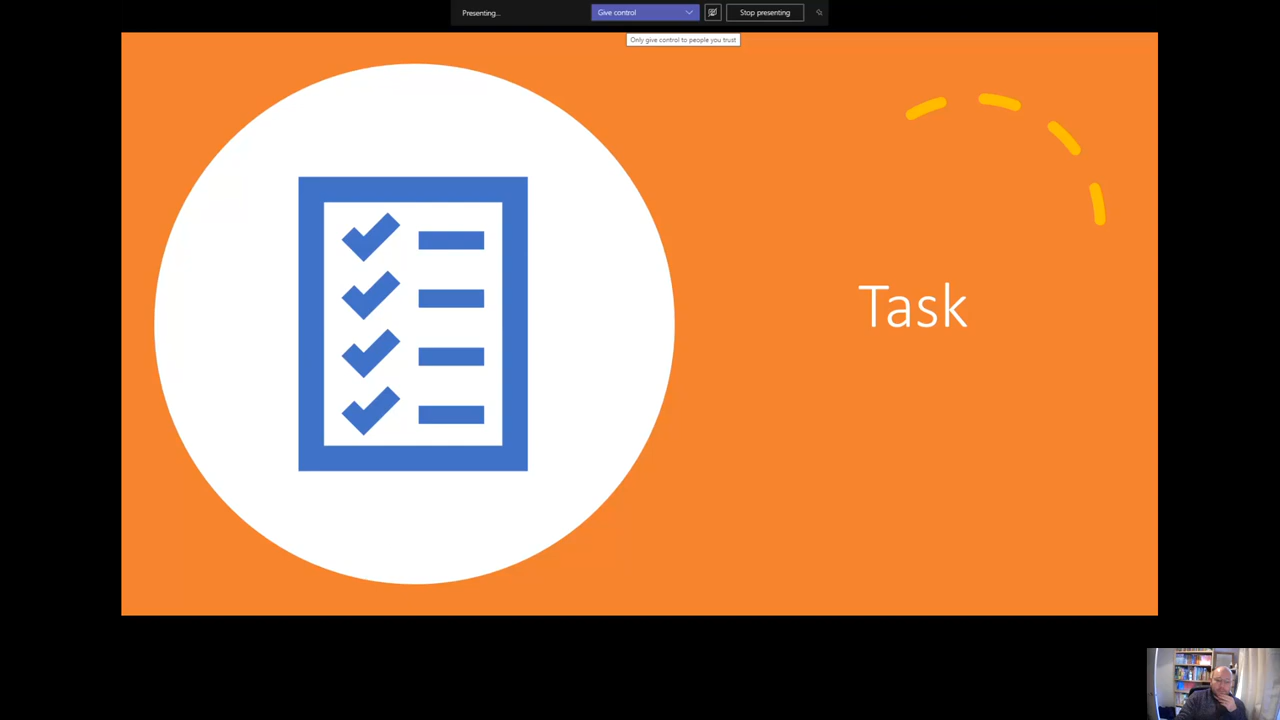 Presenting...
Give control
Stop presenting
Only give control to people you trust
Task